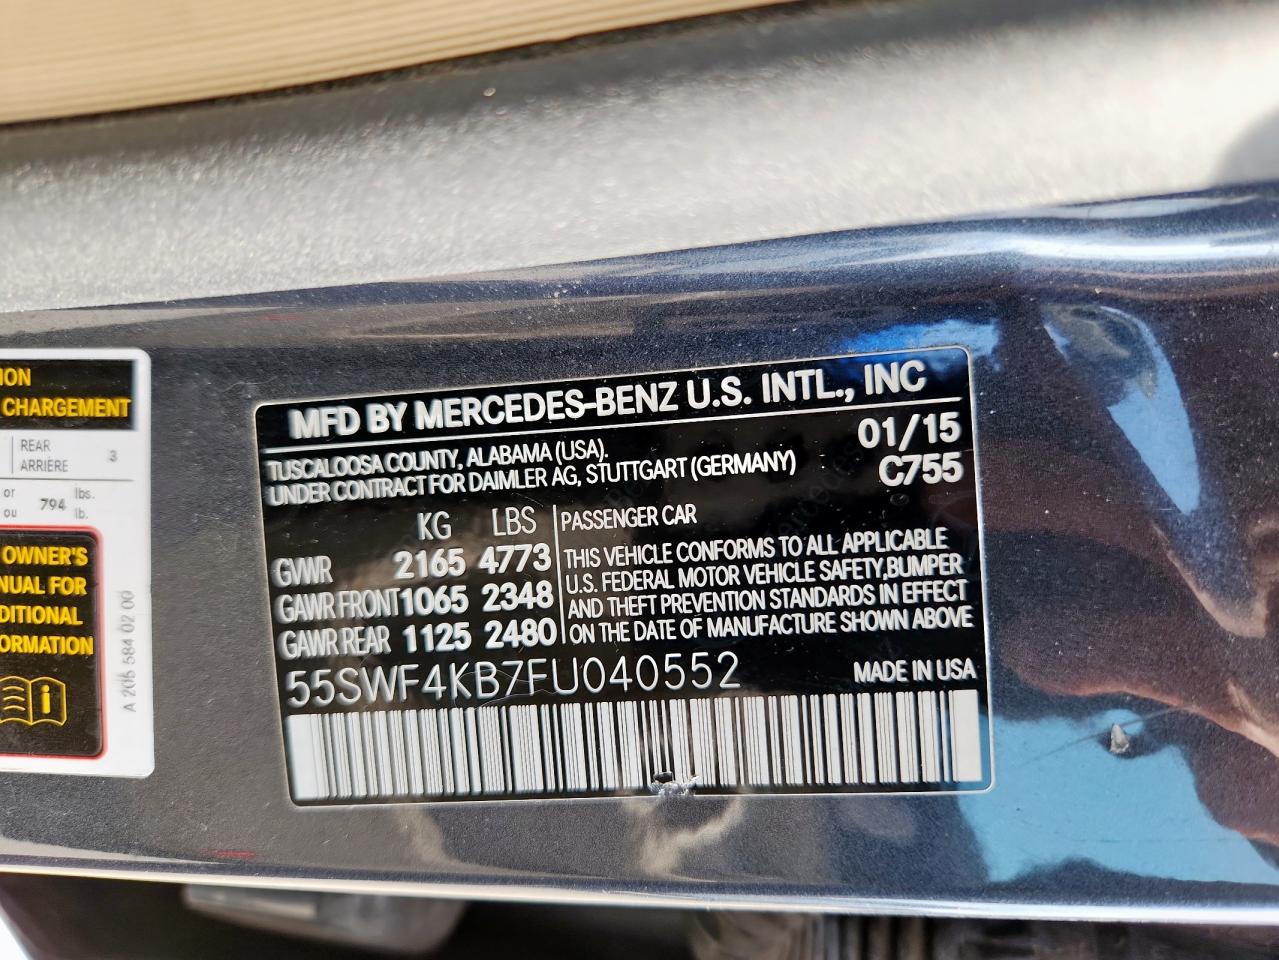 ION
CHARGEMENT
REAR 3
ARRIÈRE
or 794 lbs.
ou lb.
OWNER'S
NUAL FOR
DITIONAL
ORMATION
A 205 584 02 00
MFD BY MERCEDES-BENZ U.S. INTL., INC
TUSCALOOSA COUNTY, ALABAMA (USA). 01/15
UNDER CONTRACT FOR DAIMLER AG, STUTTGART (GERMANY) C755
KG LBS
GVWR 2165 4773
GAWR FRONT 1065 2348
GAWR REAR 1125 2480
PASSENGER CAR
THIS VEHICLE CONFORMS TO ALL APPLICABLE
U.S. FEDERAL MOTOR VEHICLE SAFETY,BUMPER
AND THEFT PREVENTION STANDARDS IN EFFECT
ON THE DATE OF MANUFACTURE SHOWN ABOVE
55SWF4KB7FU040552 MADE IN USA